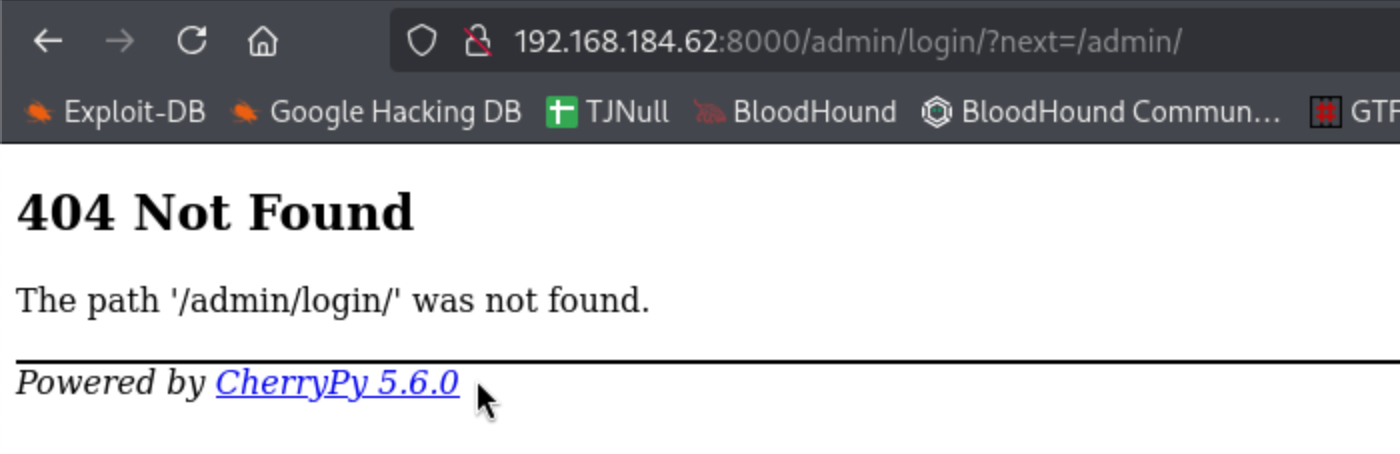 192.168.184.62:8000/admin/login/?next=/admin/
Exploit-DB Google Hacking DB TJNull BloodHound BloodHound Commun... GTF
404 Not Found
The path '/admin/login/' was not found.
Powered by CherryPy 5.6.0